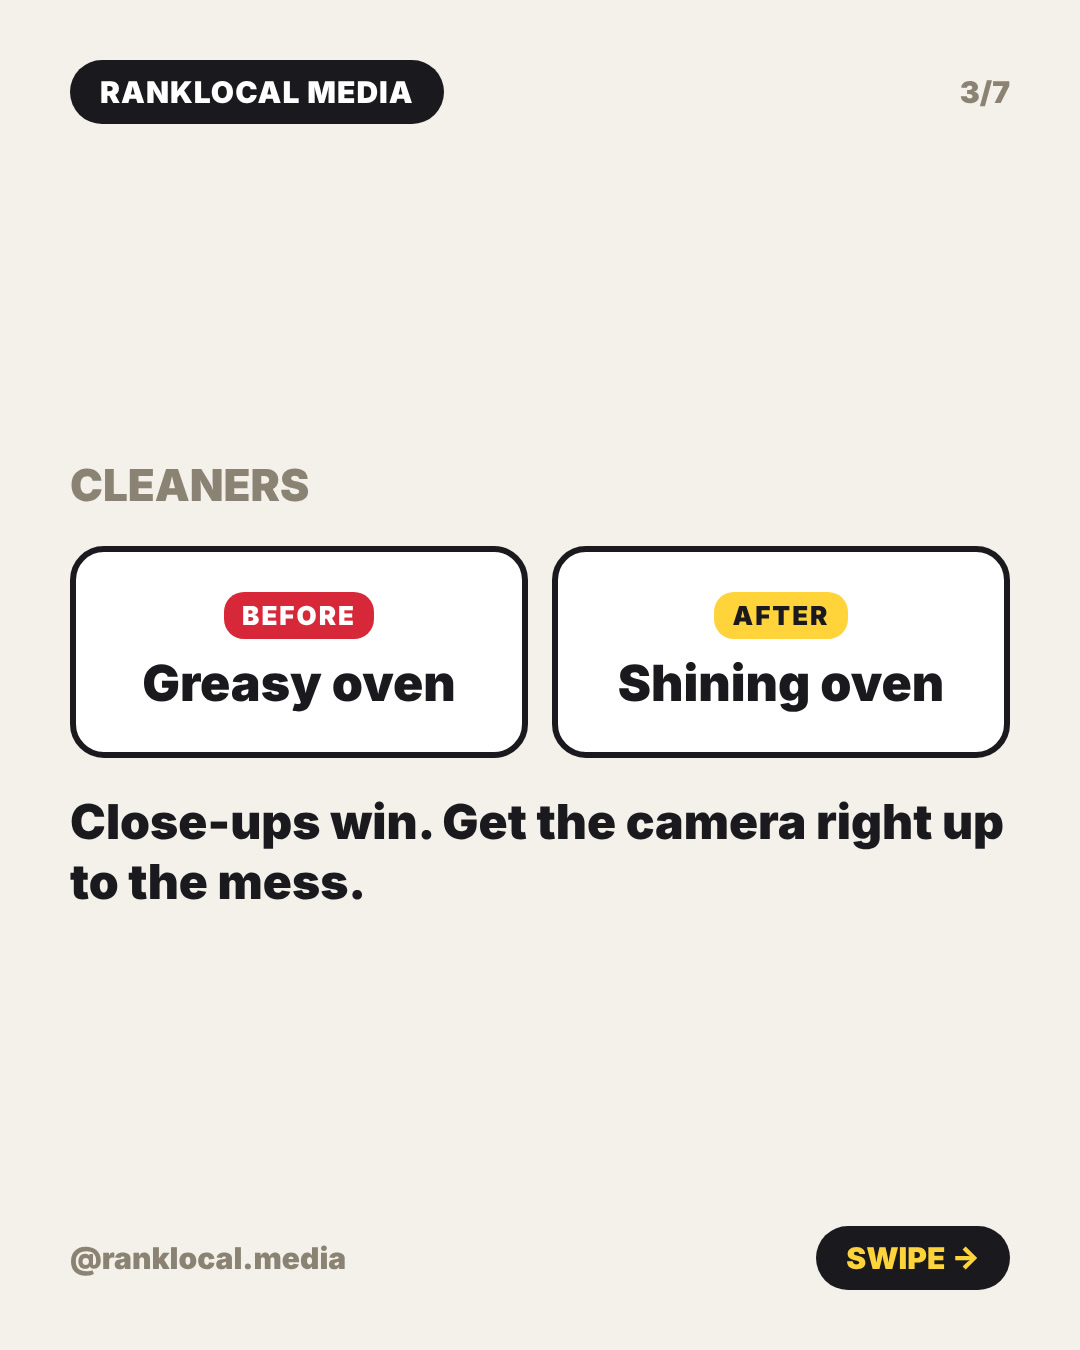 RANKLOCAL MEDIA
3/7
CLEANERS
BEFORE
Greasy oven
AFTER
Shining oven
Close-ups win. Get the camera right up
to the mess.
@ranklocal.media
SWIPE →